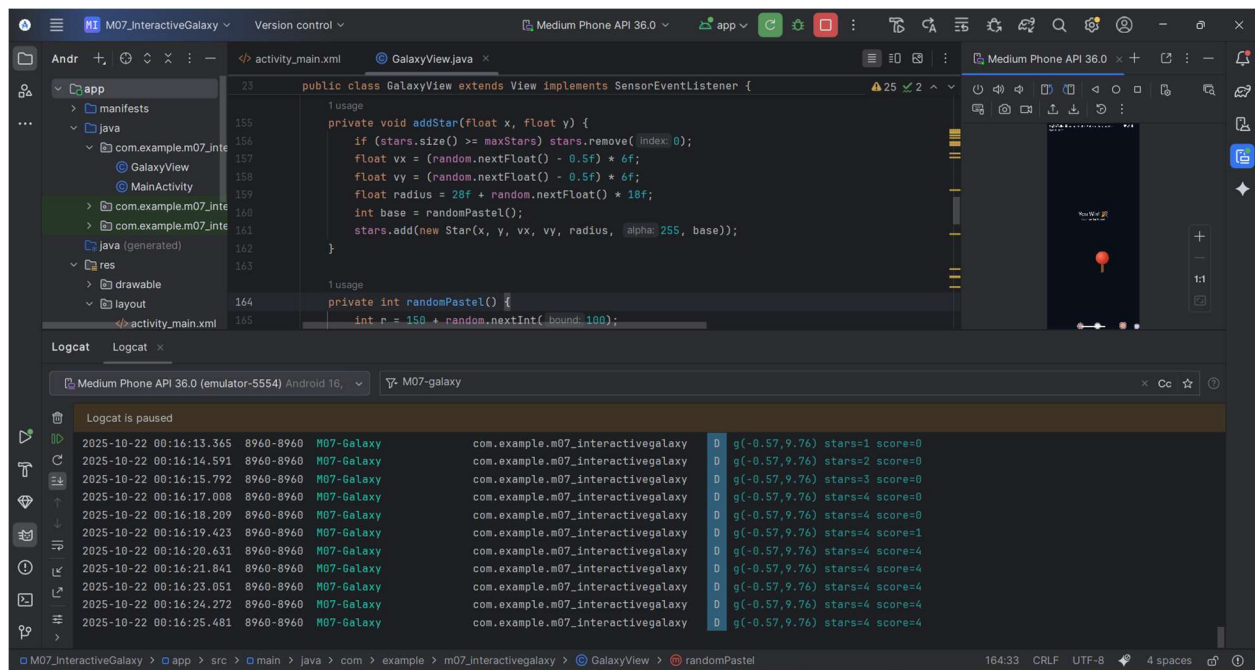 MI M07_InteractiveGalaxy Version control Medium Phone API 36.0 app
Andr
activity_main.xml GalaxyView.java
Medium Phone API 36.0
app
manifests
java
com.example.m07_inte
GalaxyView
MainActivity
com.example.m07_inte
com.example.m07_inte
java (generated)
res
drawable
layout
activity_main.xml
23 public class GalaxyView extends View implements SensorEventListener { 25 2
1 usage
155 private void addStar(float x, float y) {
156 if (stars.size() >= maxStars) stars.remove( index: 0);
157 float vx = (random.nextFloat() - 0.5f) * 6f;
158 float vy = (random.nextFloat() - 0.5f) * 6f;
159 float radius = 28f + random.nextFloat() * 18f;
160 int base = randomPastel();
161 stars.add(new Star(x, y, vx, vy, radius, alpha: 255, base));
162 }
163
1 usage
164 private int randomPastel() {
165 int r = 150 + random.nextInt( bound: 100);
You Win! 🎉
1:1
Logcat Logcat
Medium Phone API 36.0 (emulator-5554) Android 16, M07-galaxy Cc
Logcat is paused
2025-10-22 00:16:13.365 8960-8960 M07-Galaxy com.example.m07_interactivegalaxy D g(-0.57,9.76) stars=1 score=0
2025-10-22 00:16:14.591 8960-8960 M07-Galaxy com.example.m07_interactivegalaxy D g(-0.57,9.76) stars=2 score=0
2025-10-22 00:16:15.792 8960-8960 M07-Galaxy com.example.m07_interactivegalaxy D g(-0.57,9.76) stars=3 score=0
2025-10-22 00:16:17.008 8960-8960 M07-Galaxy com.example.m07_interactivegalaxy D g(-0.57,9.76) stars=4 score=0
2025-10-22 00:16:18.209 8960-8960 M07-Galaxy com.example.m07_interactivegalaxy D g(-0.57,9.76) stars=4 score=0
2025-10-22 00:16:19.423 8960-8960 M07-Galaxy com.example.m07_interactivegalaxy D g(-0.57,9.76) stars=4 score=1
2025-10-22 00:16:20.631 8960-8960 M07-Galaxy com.example.m07_interactivegalaxy D g(-0.57,9.76) stars=4 score=4
2025-10-22 00:16:21.841 8960-8960 M07-Galaxy com.example.m07_interactivegalaxy D g(-0.57,9.76) stars=4 score=4
2025-10-22 00:16:23.051 8960-8960 M07-Galaxy com.example.m07_interactivegalaxy D g(-0.57,9.76) stars=4 score=4
2025-10-22 00:16:24.272 8960-8960 M07-Galaxy com.example.m07_interactivegalaxy D g(-0.57,9.76) stars=4 score=4
2025-10-22 00:16:25.481 8960-8960 M07-Galaxy com.example.m07_interactivegalaxy D g(-0.57,9.76) stars=4 score=4
M07_InteractiveGalaxy > app > src > main > java > com > example > m07_interactivegalaxy > GalaxyView > randomPastel 164:33 CRLF UTF-8 4 spaces